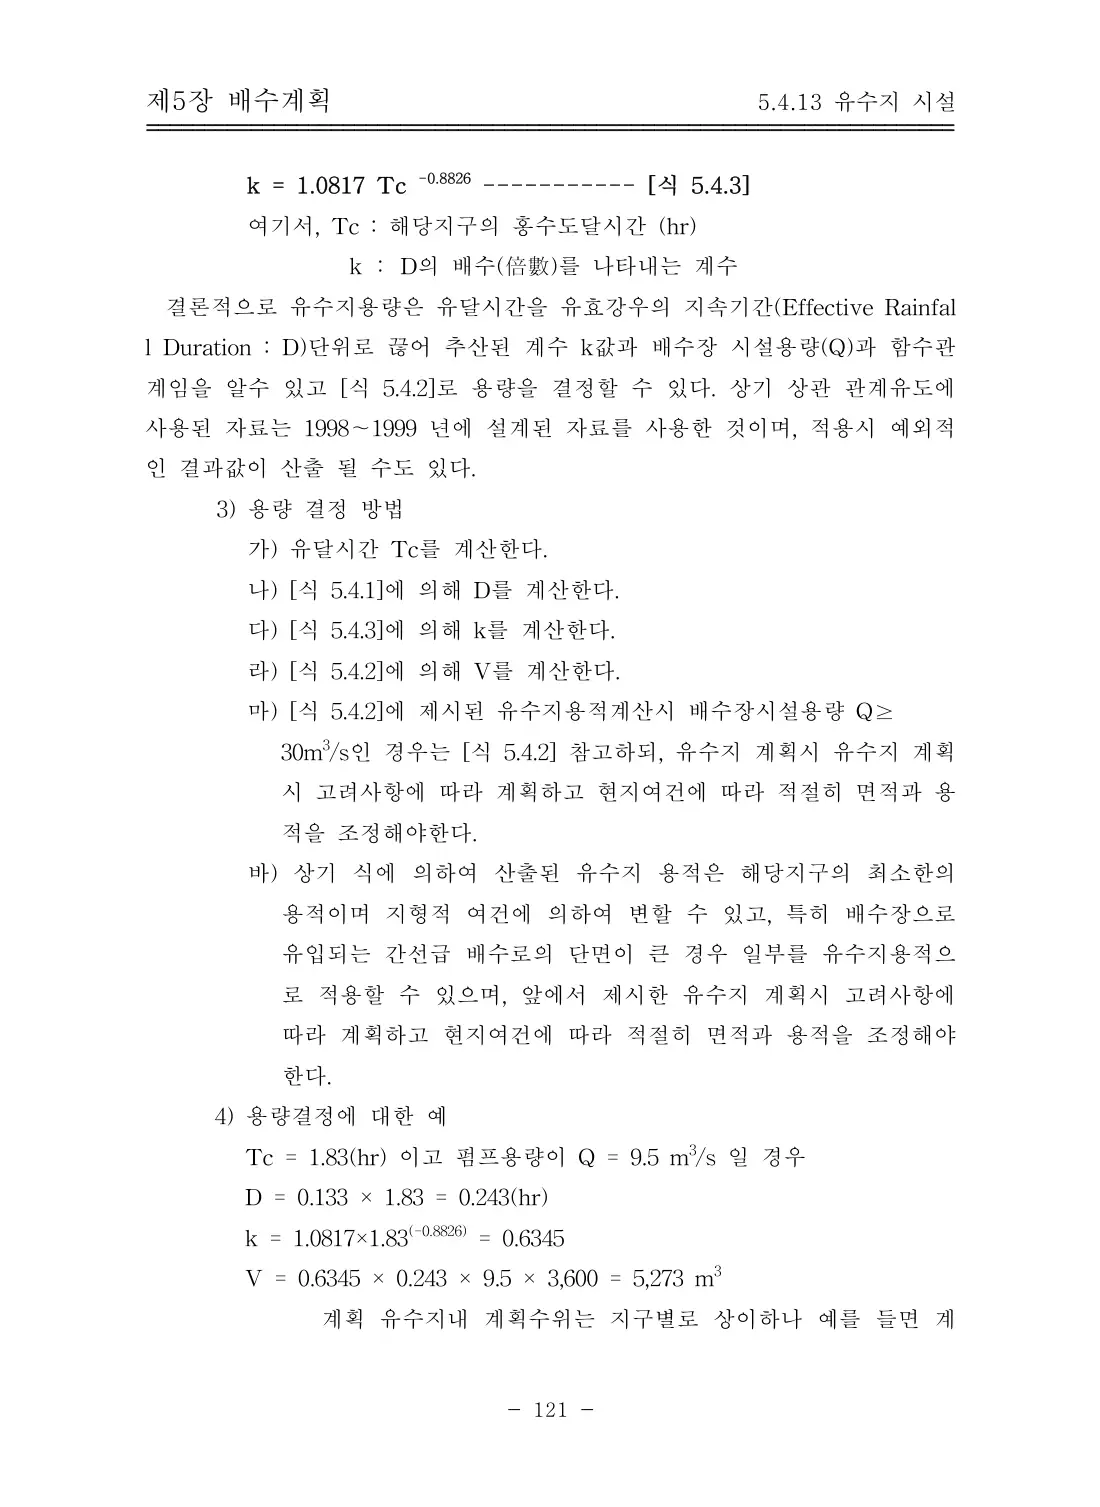 제5장 배수계획 5.4.13 유수지 시설
k = 1.0817 Tc ^-0.8826 ----------- [식 5.4.3]
여기서, Tc : 해당지구의 홍수도달시간 (hr)
k : D의 배수(倍數)를 나타내는 계수
결론적으로 유수지용량은 유달시간을 유효강우의 지속기간(Effective Rainfal
l Duration : D)단위로 끊어 추산된 계수 k값과 배수장 시설용량(Q)과 함수관
계임을 알수 있고 [식 5.4.2]로 용량을 결정할 수 있다. 상기 상관 관계유도에
사용된 자료는 1998～1999 년에 설계된 자료를 사용한 것이며, 적용시 예외적
인 결과값이 산출 될 수도 있다.
3) 용량 결정 방법
가) 유달시간 Tc를 계산한다.
나) [식 5.4.1]에 의해 D를 계산한다.
다) [식 5.4.3]에 의해 k를 계산한다.
라) [식 5.4.2]에 의해 V를 계산한다.
마) [식 5.4.2]에 제시된 유수지용적계산시 배수장시설용량 Q≥
30m³/s인 경우는 [식 5.4.2] 참고하되, 유수지 계획시 유수지 계획
시 고려사항에 따라 계획하고 현지여건에 따라 적절히 면적과 용
적을 조정해야한다.
바) 상기 식에 의하여 산출된 유수지 용적은 해당지구의 최소한의
용적이며 지형적 여건에 의하여 변할 수 있고, 특히 배수장으로
유입되는 간선급 배수로의 단면이 큰 경우 일부를 유수지용적으
로 적용할 수 있으며, 앞에서 제시한 유수지 계획시 고려사항에
따라 계획하고 현지여건에 따라 적절히 면적과 용적을 조정해야
한다.
4) 용량결정에 대한 예
Tc = 1.83(hr) 이고 펌프용량이 Q = 9.5 m³/s 일 경우
D = 0.133 × 1.83 = 0.243(hr)
k = 1.0817×1.83^(-0.8826) = 0.6345
V = 0.6345 × 0.243 × 9.5 × 3,600 = 5,273 m³
계획 유수지내 계획수위는 지구별로 상이하나 예를 들면 계
- 121 -